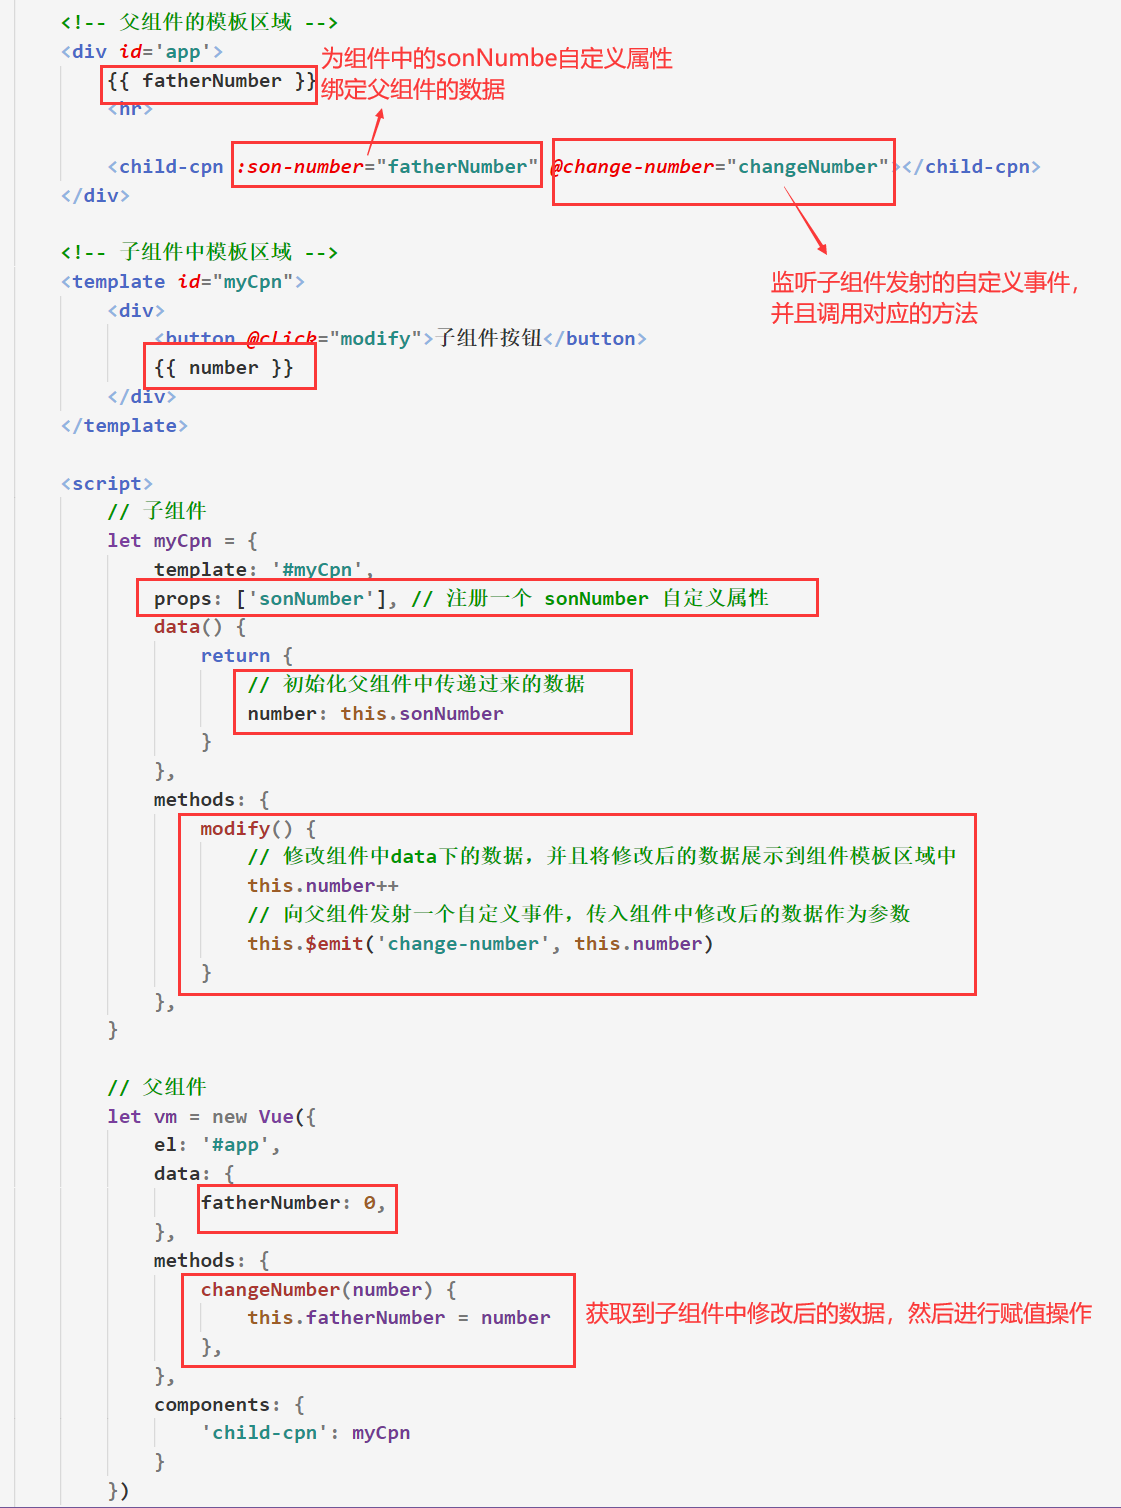 <!-- 父组件的模板区域 -->
<div id='app'>
为组件中的sonNumbe自定义属性
绑定父组件的数据
{{ fatherNumber }}
<hr>
<child-cpn :son-number="fatherNumber" @change-number="changeNumber"></child-cpn>
</div>
<!-- 子组件中模板区域 -->
<template id="myCpn">
监听子组件发射的自定义事件，
并且调用对应的方法
<div>
<button @click="modify">子组件按钮</button>
{{ number }}
</div>
</template>
<script>
// 子组件
let myCpn = {
template: '#myCpn',
props: ['sonNumber'], // 注册一个 sonNumber 自定义属性
data() {
return {
// 初始化父组件中传递过来的数据
number: this.sonNumber
}
},
methods: {
modify() {
// 修改组件中data下的数据，并且将修改后的数据展示到组件模板区域中
this.number++
// 向父组件发射一个自定义事件，传入组件中修改后的数据作为参数
this.$emit('change-number', this.number)
}
},
}
// 父组件
let vm = new Vue({
el: '#app',
data: {
fatherNumber: 0,
},
methods: {
changeNumber(number) {
this.fatherNumber = number
获取到子组件中修改后的数据，然后进行赋值操作
},
},
components: {
'child-cpn': myCpn
}
})